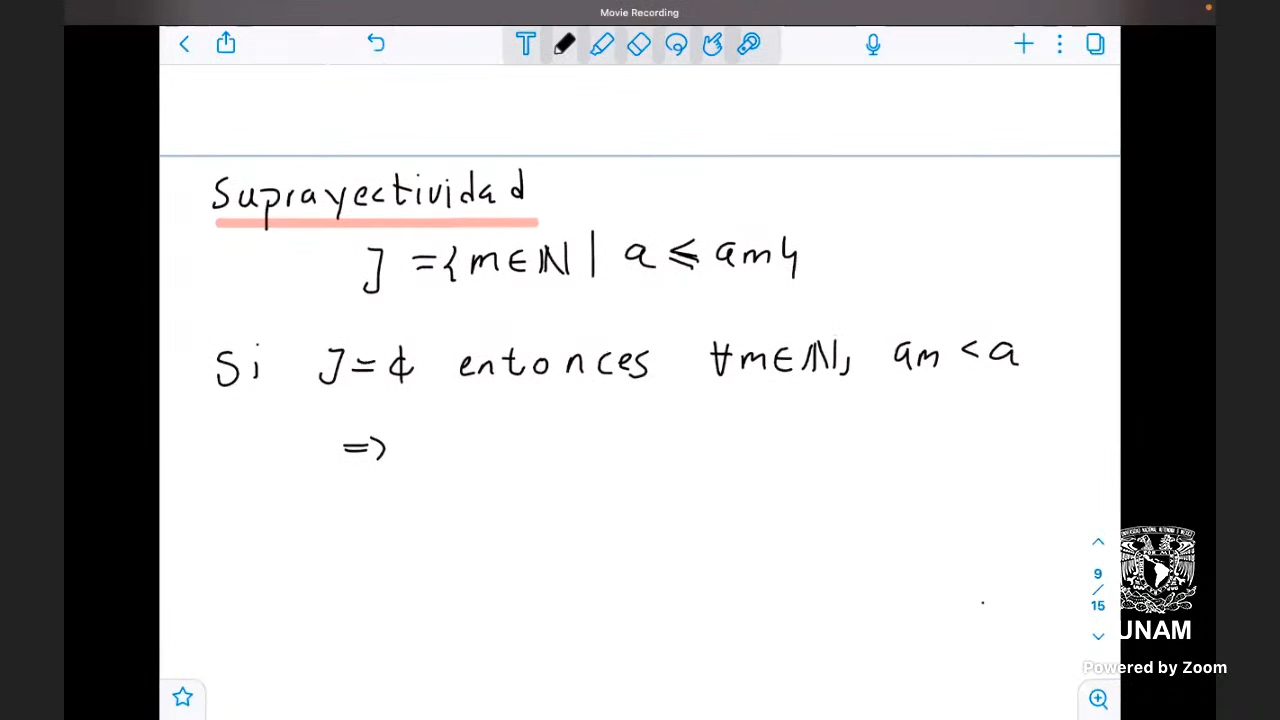 Movie Recording
T
Suprayectividad
J = {m ∈ ℕ | a ≤ am}
Si J = ¢ entonces ∀m ∈ ℕ, am < a
=>
9
/
15
UNAM
Powered by Zoom